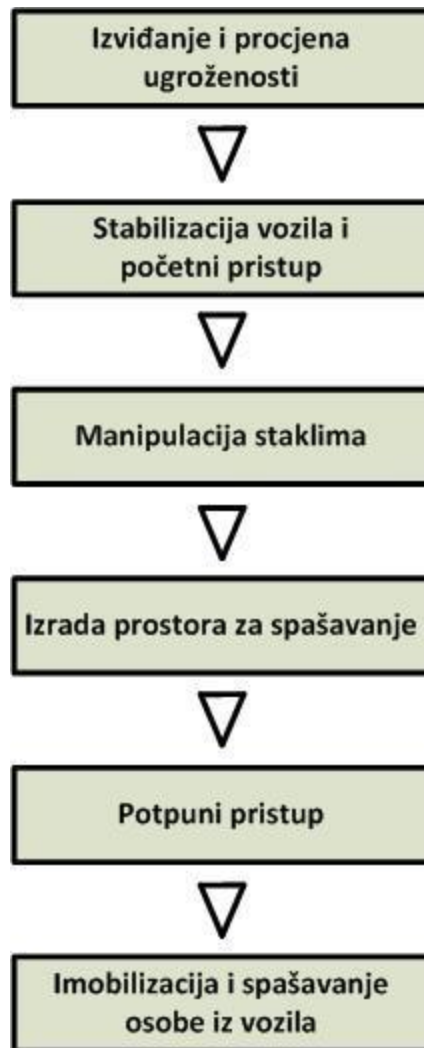 Izviđanje i procjena
ugroženosti
Stabilizacija vozila i
početni pristup
Manipulacija staklima
Izrada prostora za spašavanje
Potpuni pristup
Imobilizacija i spašavanje
osobe iz vozila